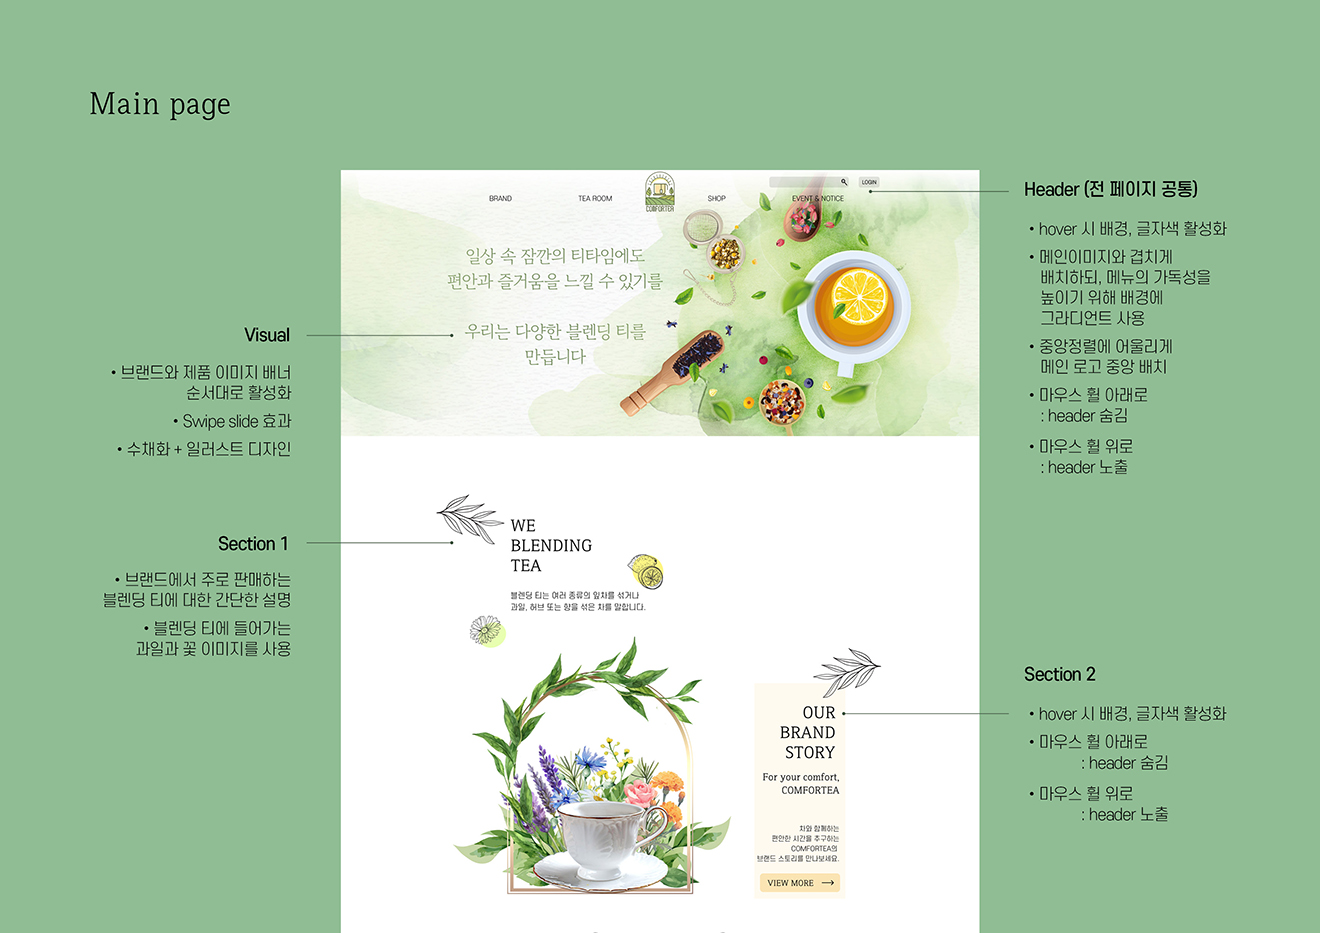 Main page
BRAND
TEA ROOM
COMFORTEA
SHOP
EVENT & NOTICE
LOGIN
일상 속 잠깐의 티타임에도
편안과 즐거움을 느낄 수 있기를
우리는 다양한 블렌딩 티를
만듭니다
Visual
• 브랜드와 제품 이미지 배너
순서대로 활성화
• Swipe slide 효과
• 수채화 + 일러스트 디자인
Header (전 페이지 공통)
• hover 시 배경, 글자색 활성화
• 메인이미지와 겹치게
배치하되, 메뉴의 가독성을
높이기 위해 배경에
그라디언트 사용
• 중앙정렬에 어울리게
메인 로고 중앙 배치
• 마우스 휠 아래로
: header 숨김
• 마우스 휠 위로
: header 노출
Section 1
• 브랜드에서 주로 판매하는
블렌딩 티에 대한 간단한 설명
• 블렌딩 티에 들어가는
과일과 꽃 이미지를 사용
WE
BLENDING
TEA
블렌딩 티는 여러 종류의 잎차를 섞거나
과일, 허브 또는 향을 섞은 차를 말합니다.
OUR
BRAND
STORY
For your comfort,
COMFORTEA
차와 함께하는
편안한 시간을 추구하는
COMFORTEA의
브랜드 스토리를 만나보세요.
VIEW MORE
Section 2
• hover 시 배경, 글자색 활성화
• 마우스 휠 아래로
: header 숨김
• 마우스 휠 위로
: header 노출